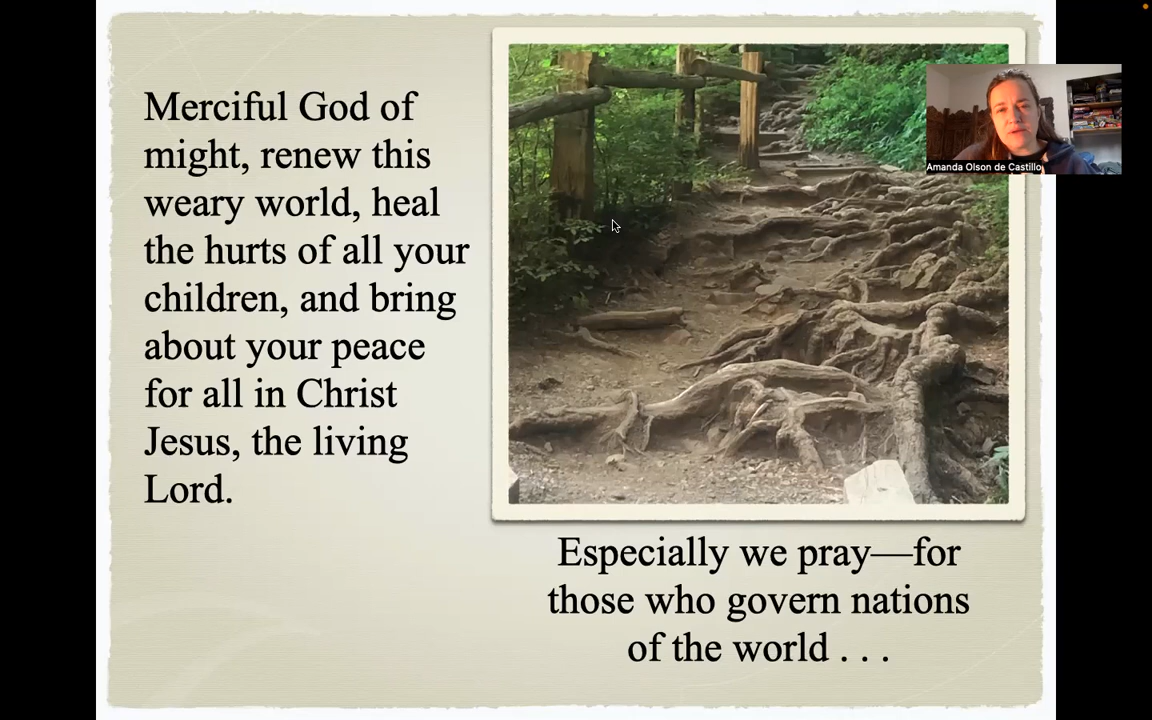 Merciful God of
might, renew this
weary world, heal
the hurts of all your
children, and bring
about your peace
for all in Christ
Jesus, the living
Lord.
Amanda Olson de Castillo
Especially we pray—for
those who govern nations
of the world . . .